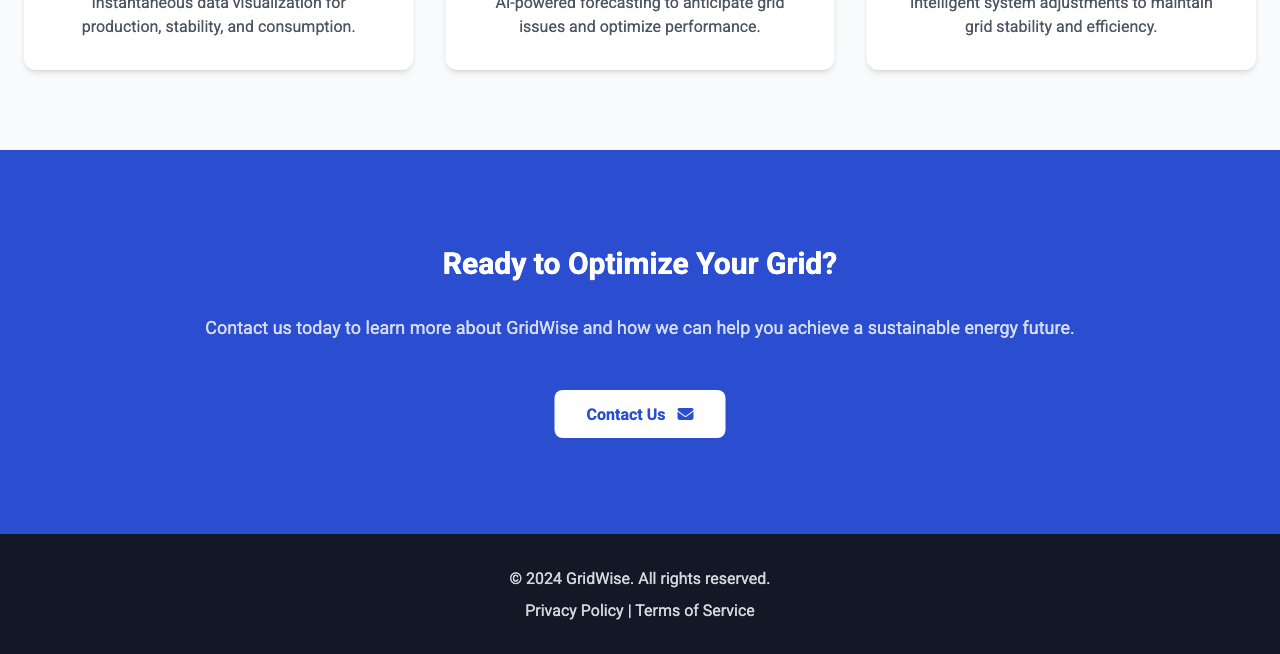 Instantaneous data visualization for
production, stability, and consumption.
AI-powered forecasting to anticipate grid
issues and optimize performance.
Intelligent system adjustments to maintain
grid stability and efficiency.
Ready to Optimize Your Grid?
Contact us today to learn more about GridWise and how we can help you achieve a sustainable energy future.
Contact Us
© 2024 GridWise. All rights reserved.
Privacy Policy | Terms of Service